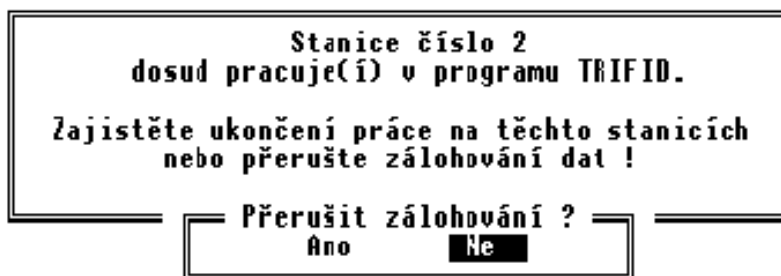 Stanice číslo 2
dosud pracuje(í) v programu TRIFID.
Zajistěte ukončení práce na těchto stanicích
nebo přerušte zálohování dat !
Přerušit zálohování ?
Ano Ne